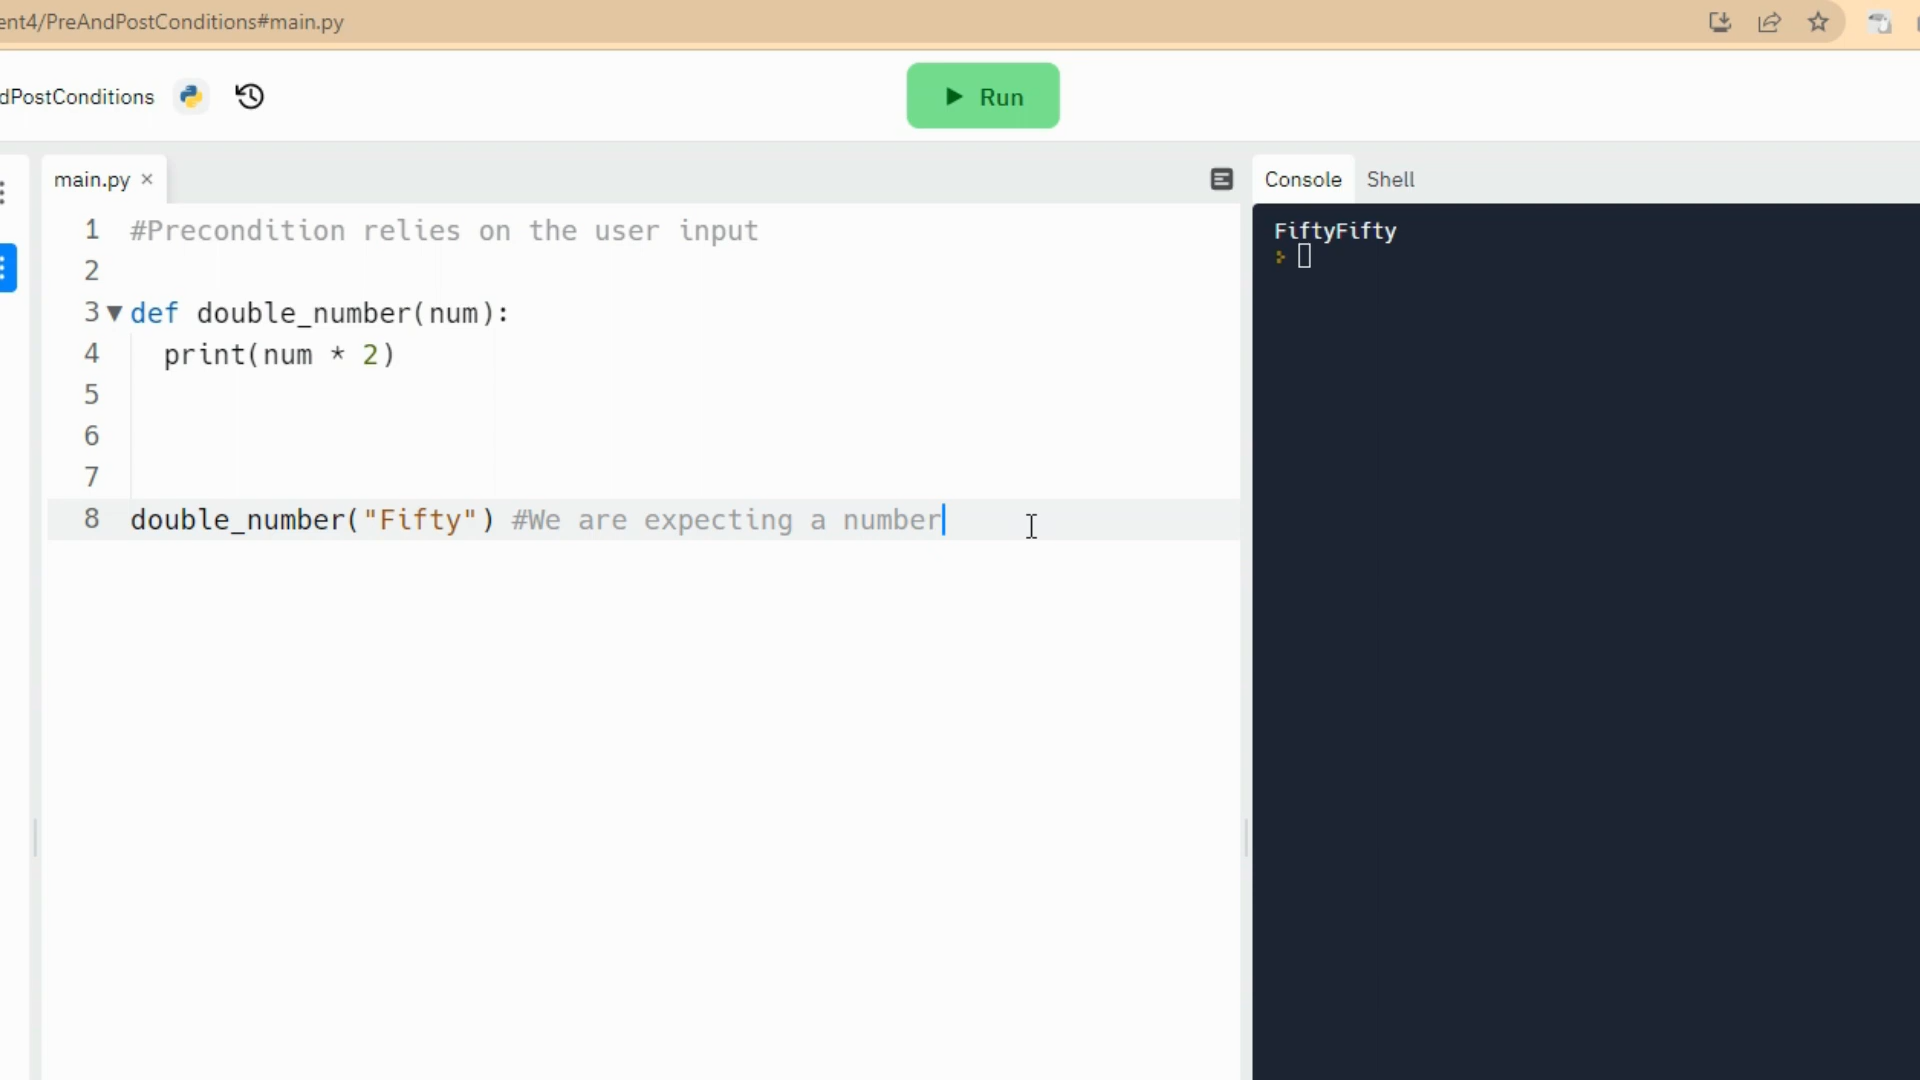 ent4/PreAndPostConditions#main.py
dPostConditions
Run
main.py ×
Console Shell
1 #Precondition relies on the user input
2
3 def double_number(num):
4 print(num * 2)
5
6
7
8 double_number("Fifty") #We are expecting a number
FiftyFifty